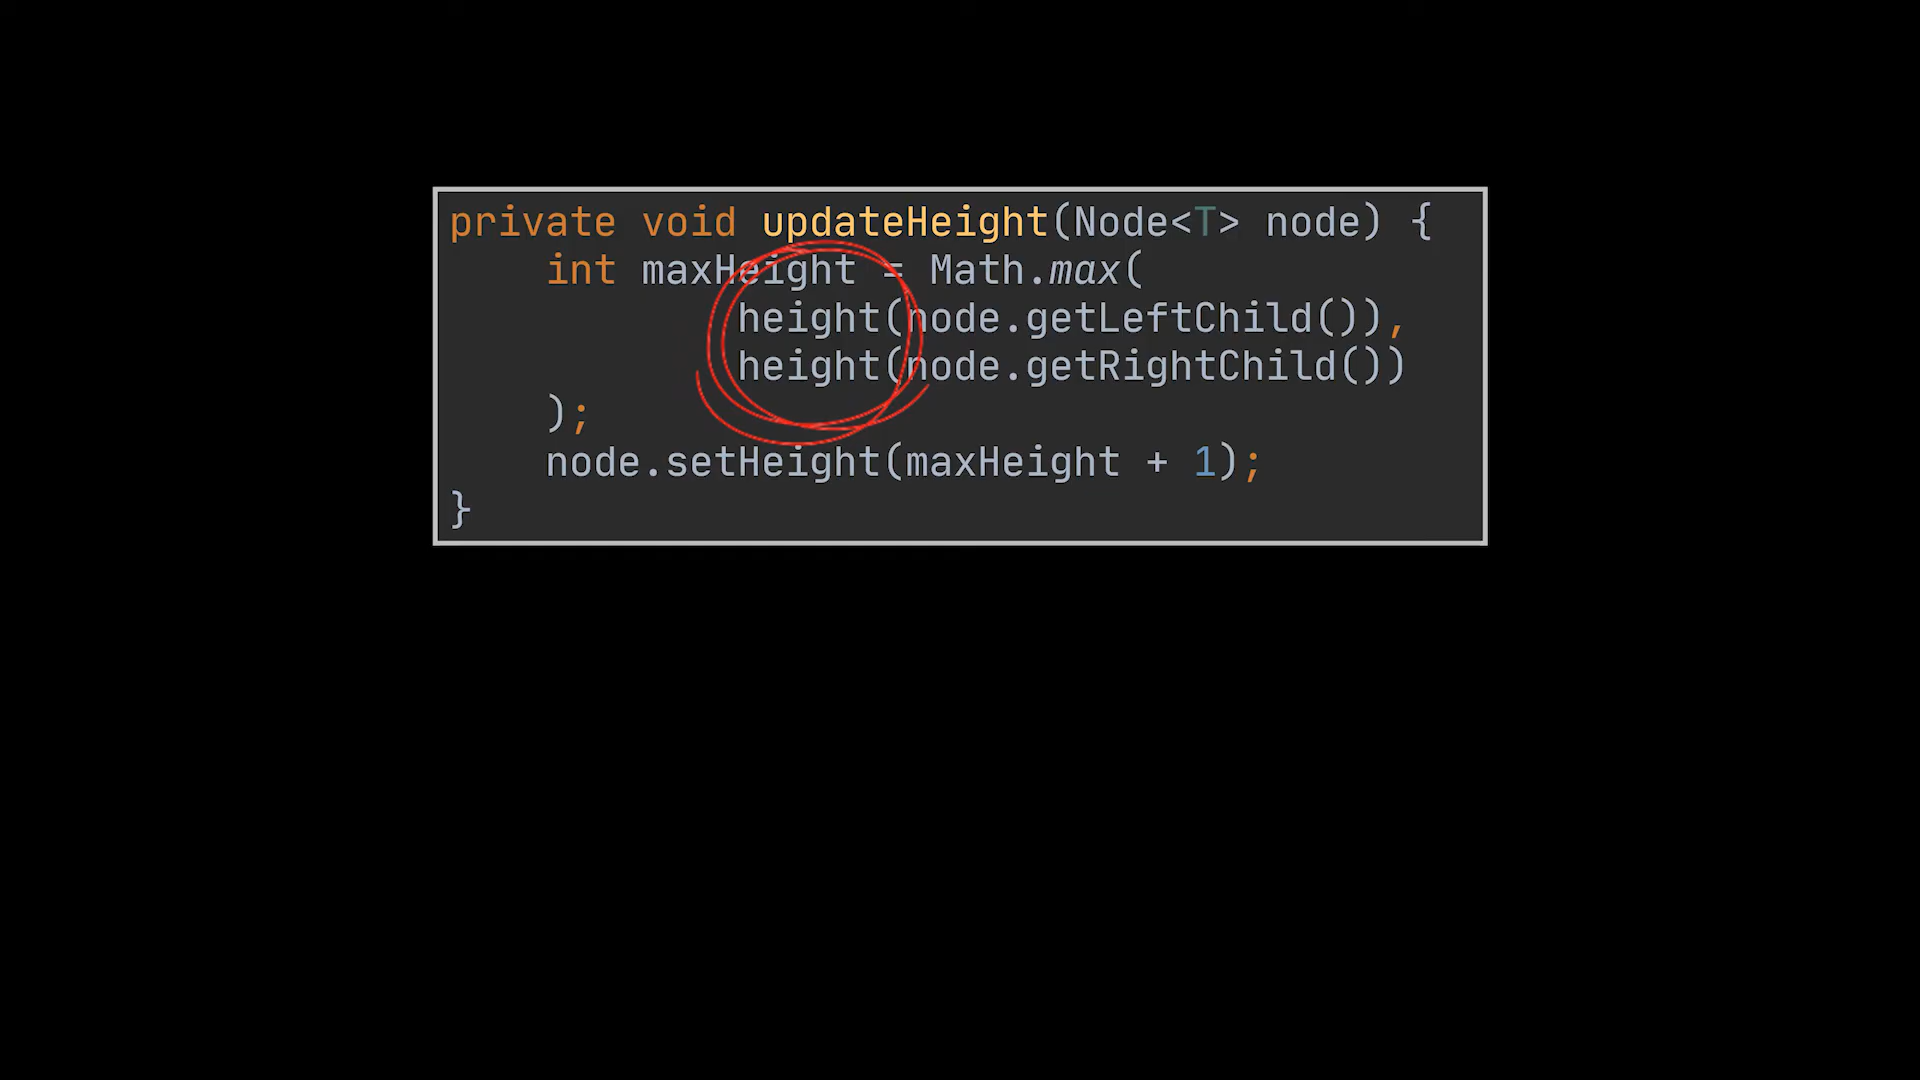 private void updateHeight(Node<T> node) {
    int maxHeight = Math.max(
            height(node.getLeftChild()),
            height(node.getRightChild())
    );
    node.setHeight(maxHeight + 1);
}